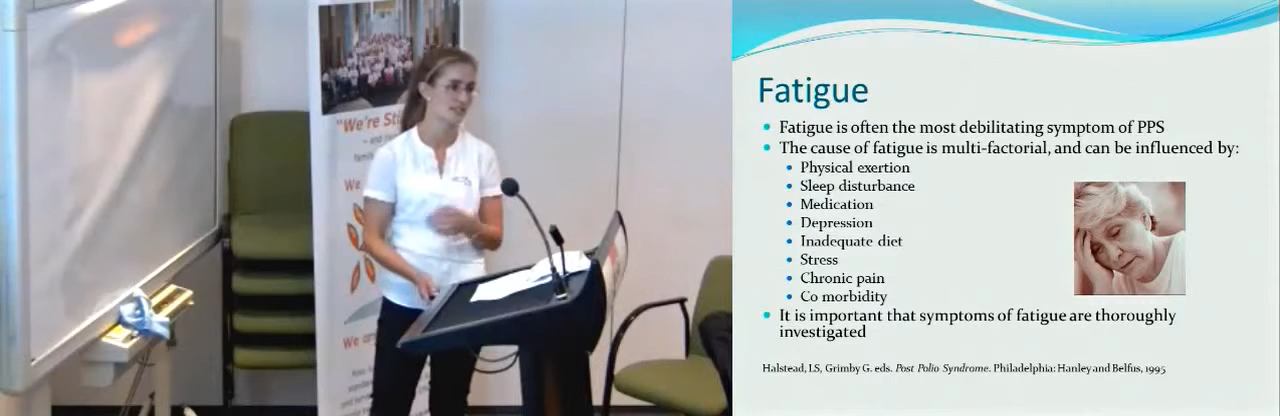 "We're Sti
We
We ar
Fatigue
Fatigue is often the most debilitating symptom of PPS
The cause of fatigue is multi-factorial, and can be influenced by:
Physical exertion
Sleep disturbance
Medication
Depression
Inadequate diet
Stress
Chronic pain
Co morbidity
It is important that symptoms of fatigue are thoroughly
investigated
Halstead, LS, Grimby G. eds. Post Polio Syndrome. Philadelphia: Hanley and Belfus, 1995